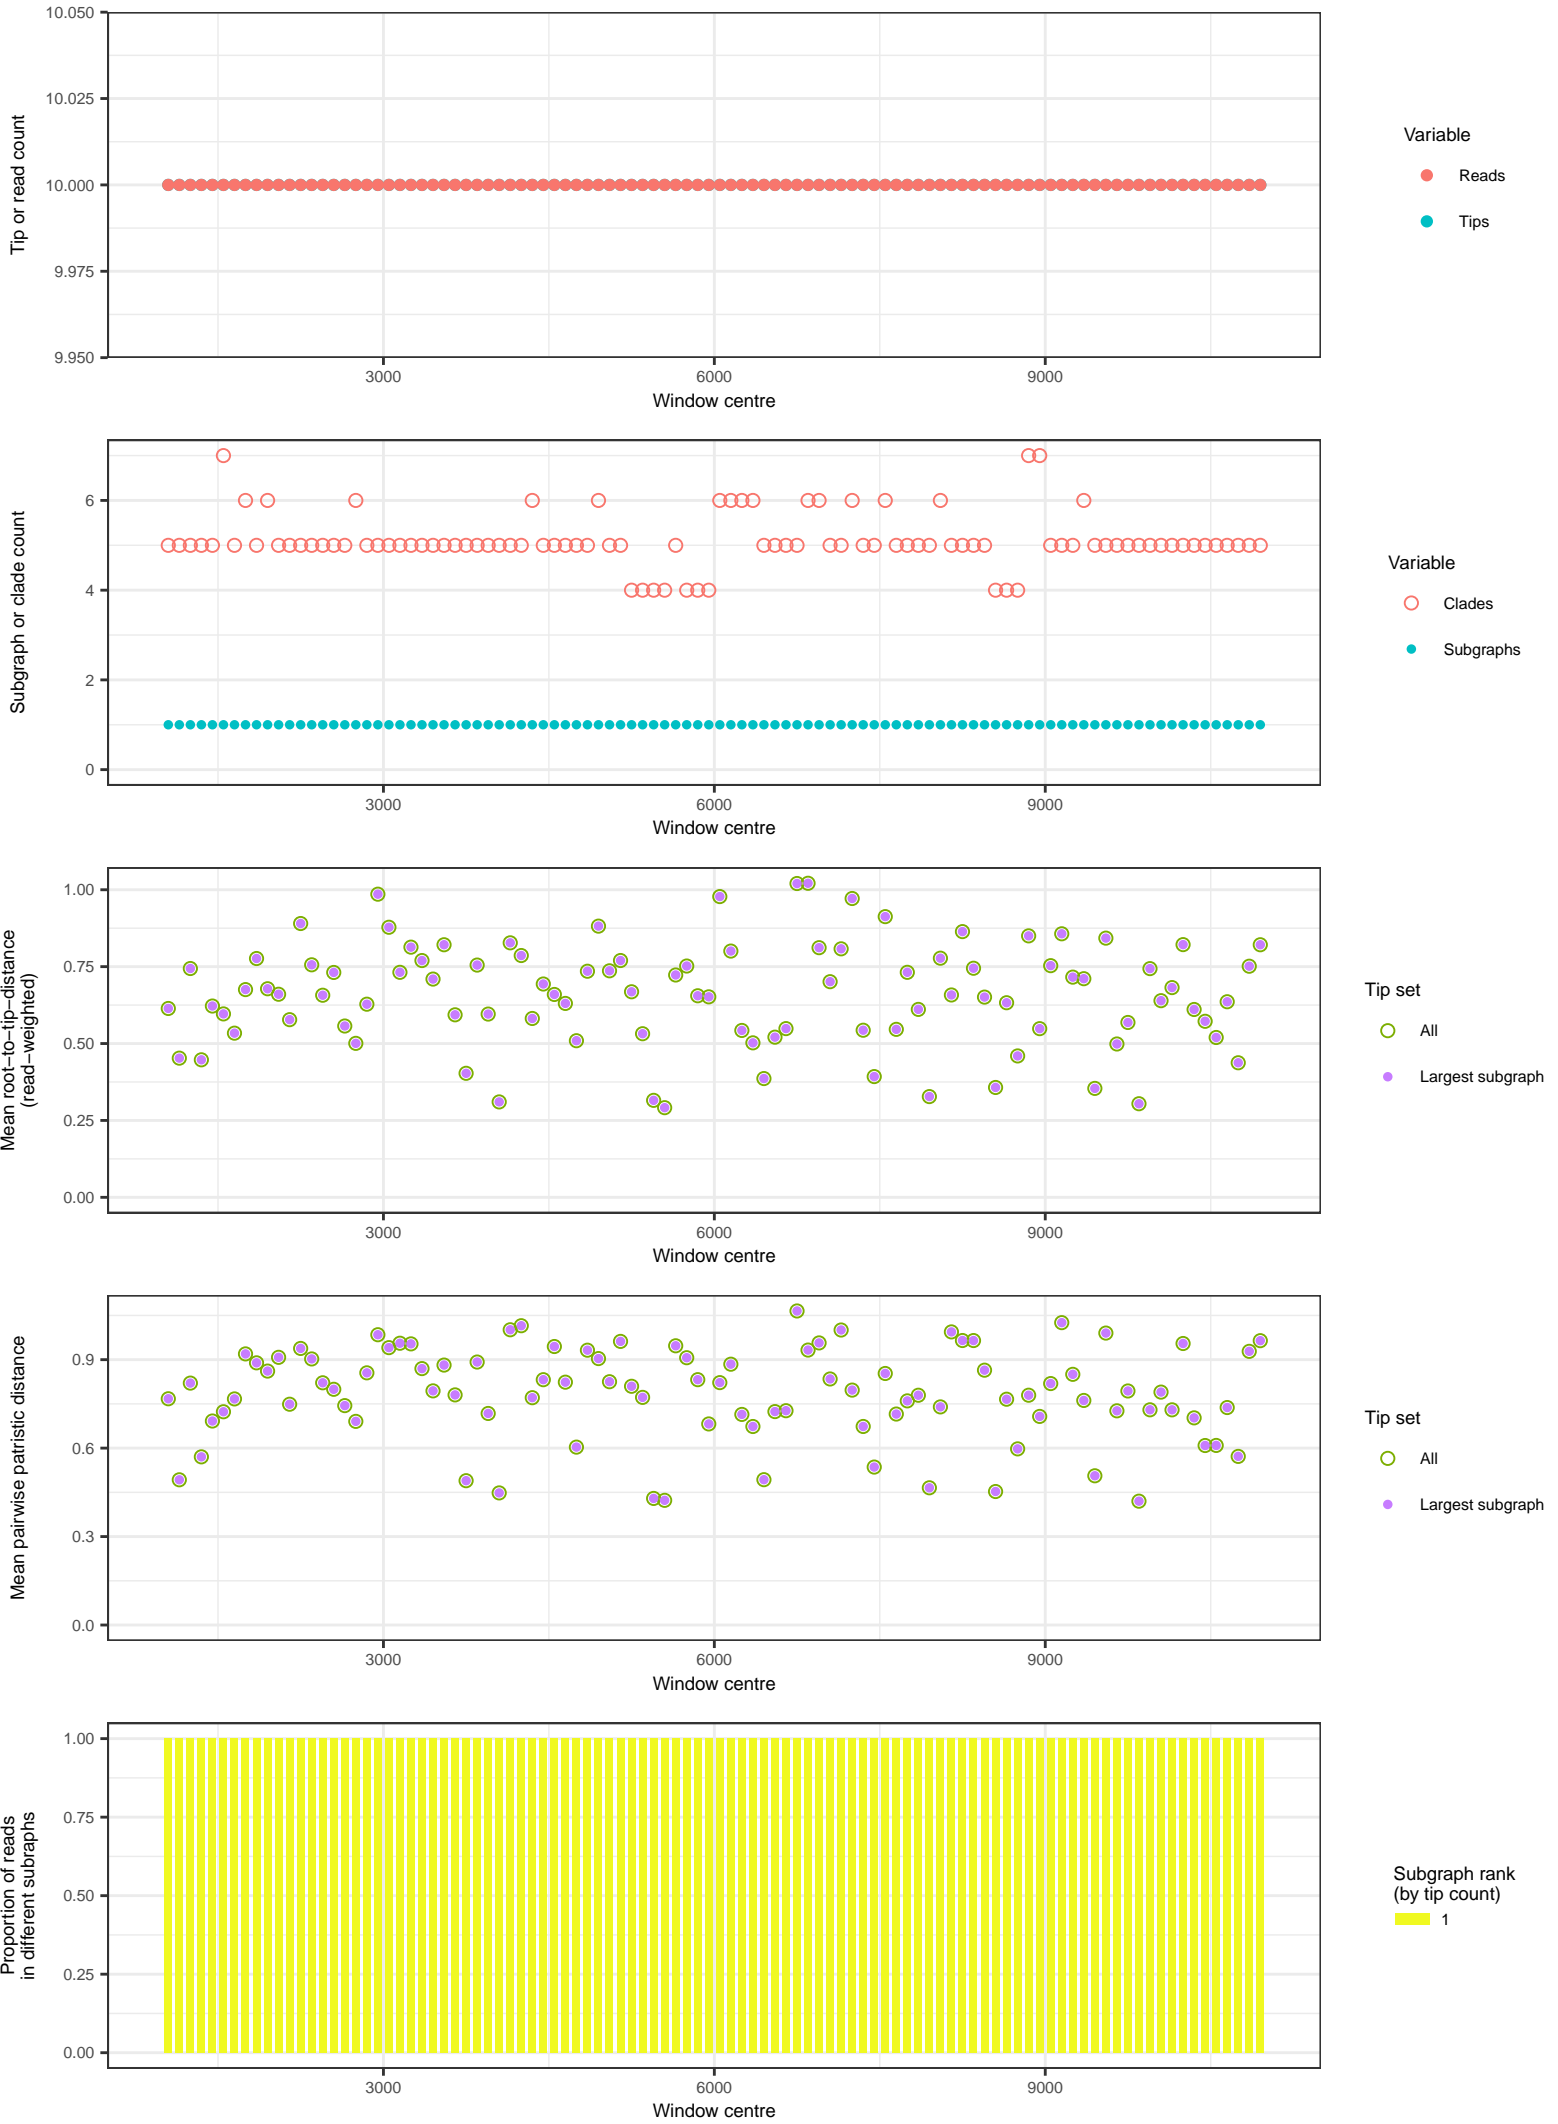 10.050
10.025
10.000
9.975
9.950
Tip or read count
3000
6000
9000
Window centre
Variable
Reads
Tips
6
4
2
0
Subgraph or clade count
3000
6000
9000
Window centre
Variable
Clades
Subgraphs
1.00
0.75
0.50
0.25
0.00
Mean root−to−tip−distance
(read−weighted)
3000
6000
9000
Window centre
Tip set
All
Largest subgraph
0.9
0.6
0.3
0.0
Mean pairwise patristic distance
3000
6000
9000
Window centre
Tip set
All
Largest subgraph
1.00
0.75
0.50
0.25
0.00
Proportion of reads
in different subraphs
3000
6000
9000
Window centre
Subgraph rank
(by tip count)
1